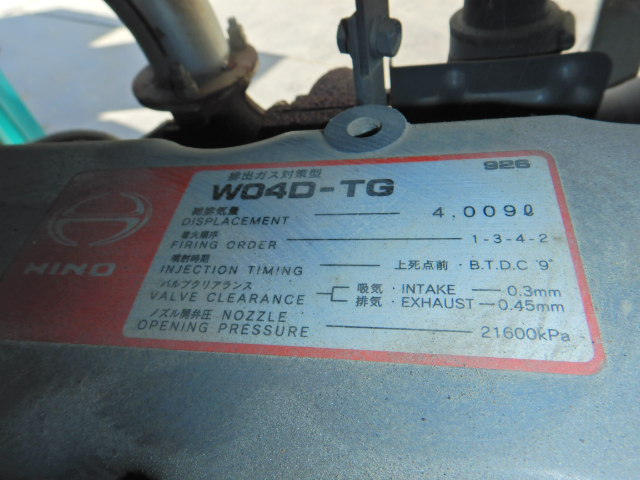 排出ガス対策型 926
W04D-TG
総排気量
DISPLACEMENT 4.009ℓ
着火順序
FIRING ORDER 1-3-4-2
噴射時期
INJECTION TIMING 上死点前・B.T.D.C 9°
バルブクリアランス 吸気・INTAKE 0.3mm
VALVE CLEARANCE 排気・EXHAUST 0.45mm
ノズル開弁圧 NOZZLE
OPENING PRESSURE 21600kPa
HINO